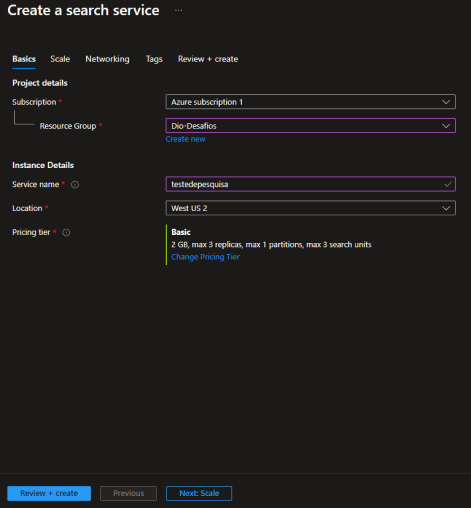 Create a search service ...
Basics Scale Networking Tags Review + create
Project details
Subscription * Azure subscription 1
Resource Group * Dio-Desafios
Create new
Instance Details
Service name * testedepesquisa
Location * West US 2
Pricing tier * Basic
2 GB, max 3 replicas, max 1 partitions, max 3 search units
Change Pricing Tier
Review + create Previous Next: Scale